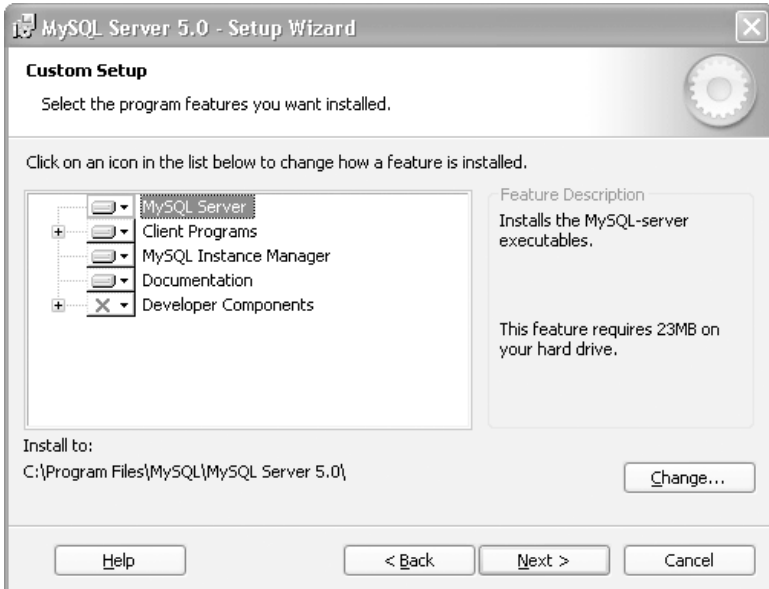 MySQL Server 5.0 - Setup Wizard
Custom Setup
Select the program features you want installed.
Click on an icon in the list below to change how a feature is installed.
MySQL Server
Client Programs
MySQL Instance Manager
Documentation
Developer Components
Feature Description
Installs the MySQL-server
executables.
This feature requires 23MB on
your hard drive.
Install to:
C:\Program Files\MySQL\MySQL Server 5.0\
Change...
Help
< Back
Next >
Cancel